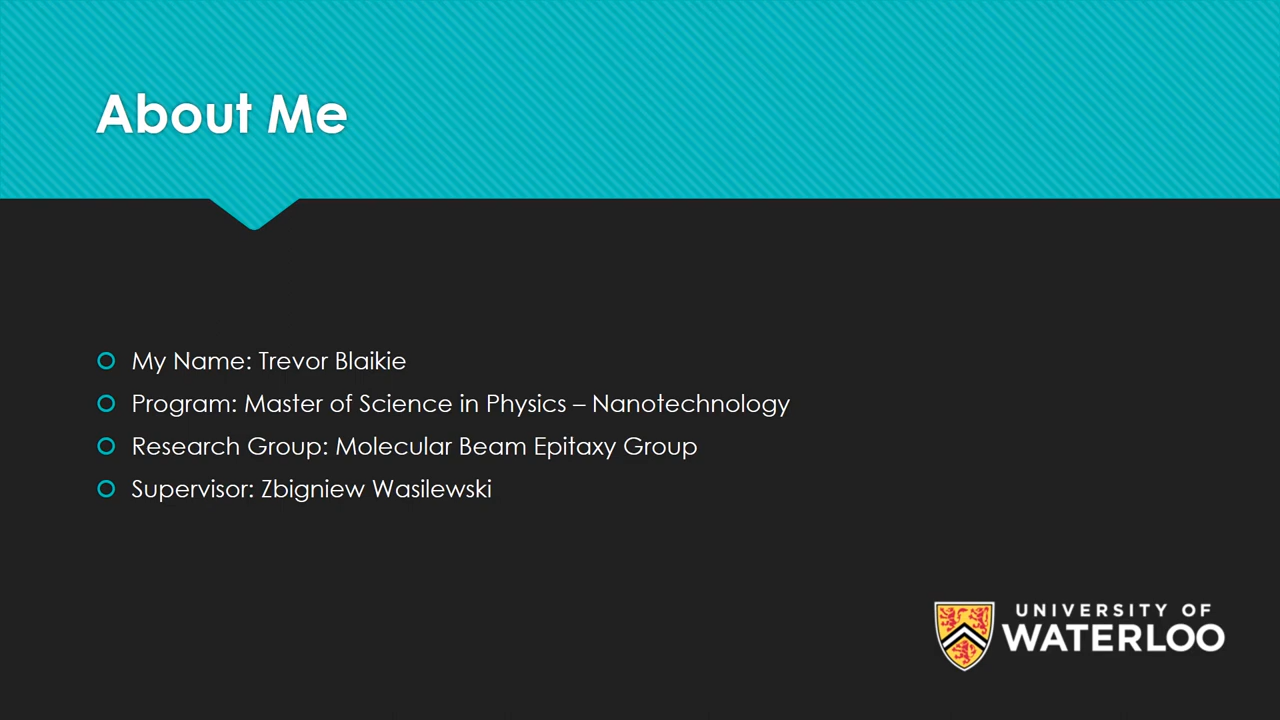 About Me
My Name: Trevor Blaikie
Program: Master of Science in Physics – Nanotechnology
Research Group: Molecular Beam Epitaxy Group
Supervisor: Zbigniew Wasilewski
UNIVERSITY OF
WATERLOO